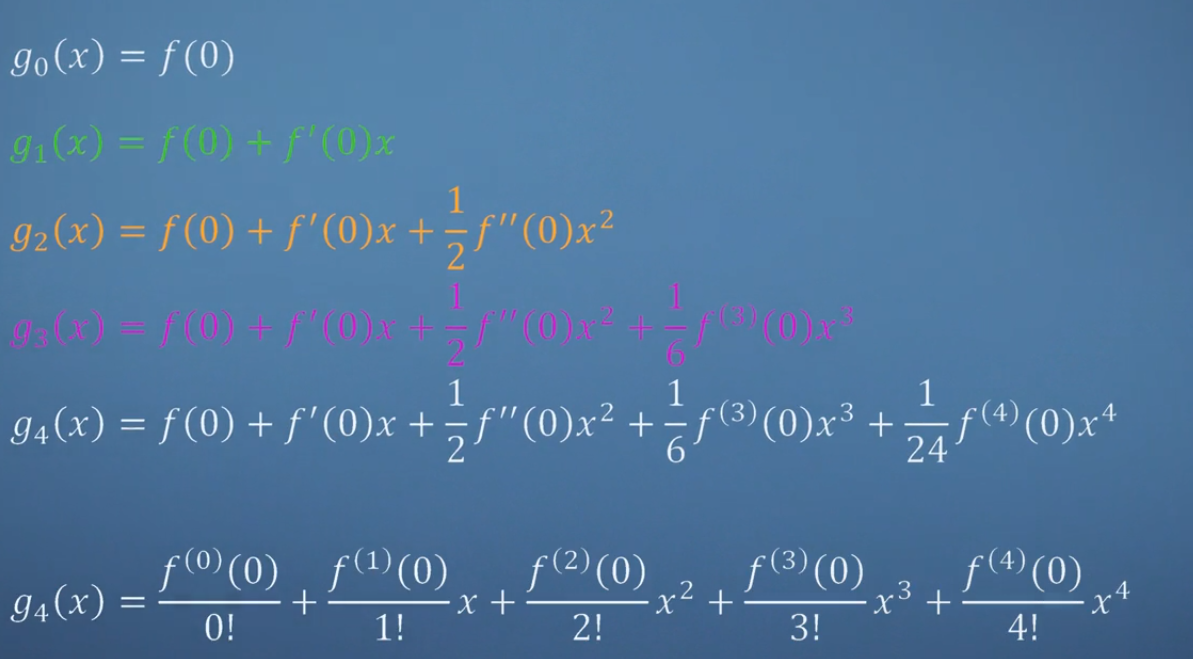 g₀(x) = f(0)
g₁(x) = f(0) + f′(0)x
g₂(x) = f(0) + f′(0)x + 1/2 f″(0)x²
g₃(x) = f(0) + f′(0)x + 1/2 f″(0)x² + 1/6 f⁽³⁾(0)x³
g₄(x) = f(0) + f′(0)x + 1/2 f″(0)x² + 1/6 f⁽³⁾(0)x³ + 1/24 f⁽⁴⁾(0)x⁴
g₄(x) = f⁽⁰⁾(0)/0! + f⁽¹⁾(0)/1! x + f⁽²⁾(0)/2! x² + f⁽³⁾(0)/3! x³ + f⁽⁴⁾(0)/4! x⁴